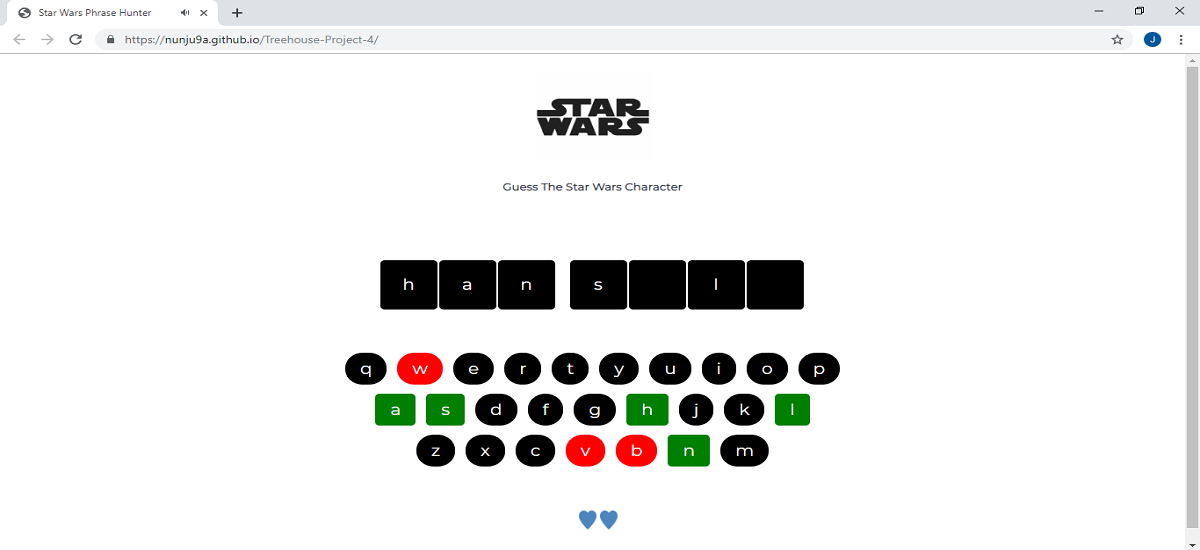 Star Wars Phrase Hunter
https://nunju9a.github.io/Treehouse-Project-4/
J
STAR
WARS
Guess The Star Wars Character
h a n s l
q w e r t y u i o p
a s d f g h j k l
z x c v b n m